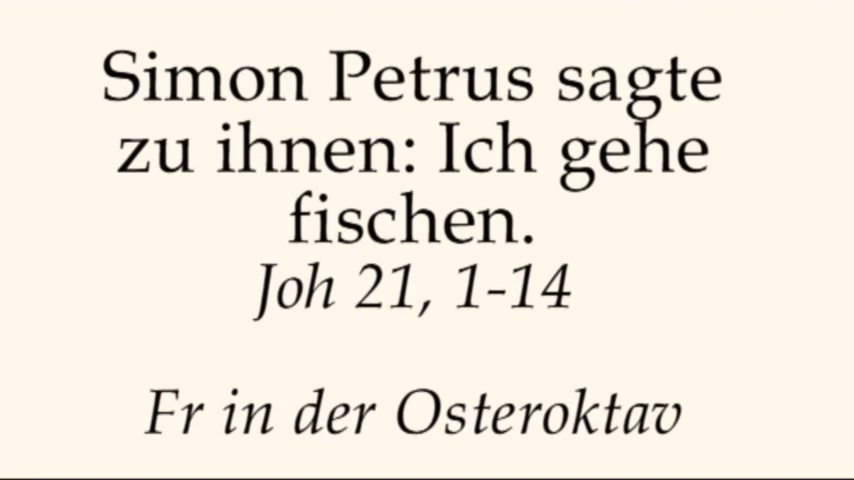 Simon Petrus sagte
zu ihnen: Ich gehe
fischen.
Joh 21, 1-14
Fr in der Osteroktav